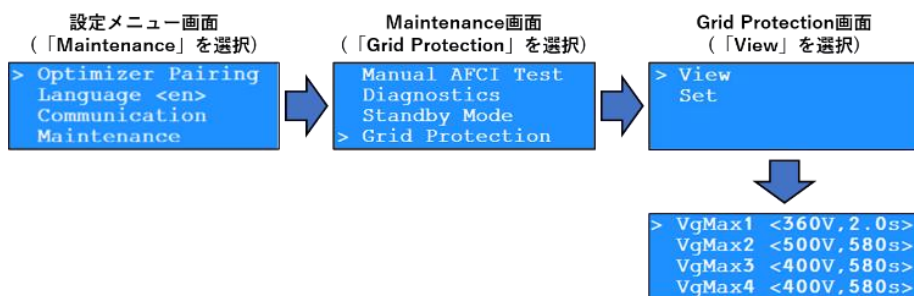 設定メニュー画面
(「Maintenance」を選択)
> Optimizer Pairing
Language <en>
Communication
Maintenance
Maintenance画面
(「Grid Protection」を選択)
Manual AFCI Test
Diagnostics
Standby Mode
> Grid Protection
Grid Protection画面
(「View」を選択)
> View
Set
> VgMax1 <360V,2.0s>
VgMax2 <500V,580s>
VgMax3 <400V,580s>
VgMax4 <400V,580s>